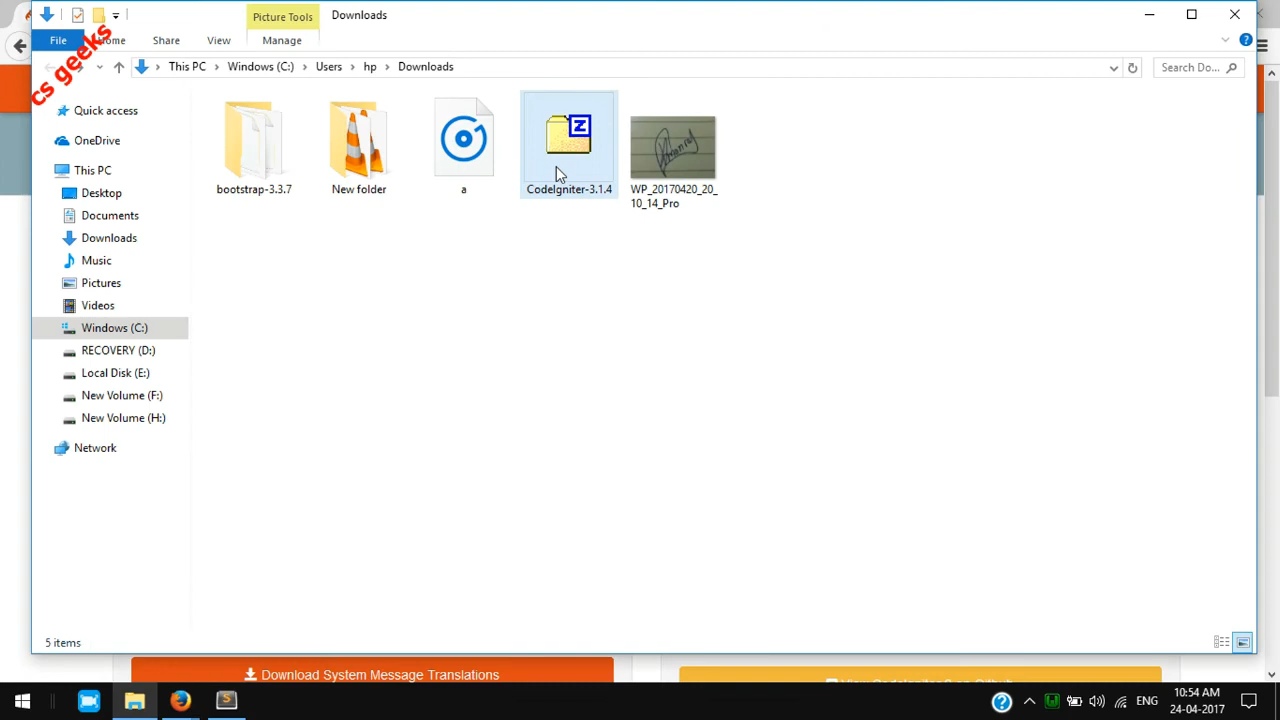 Picture Tools
Downloads
File
Home
Share
View
Manage
cs geeks
This PC
Windows (C:)
Users
hp
Downloads
Search Do...
Quick access
OneDrive
This PC
Desktop
Documents
Downloads
Music
Pictures
Videos
Windows (C:)
RECOVERY (D:)
Local Disk (E:)
New Volume (F:)
New Volume (H:)
Network
bootstrap-3.3.7
New folder
a
Z
CodeIgniter-3.1.4
WP_20170420_20_
10_14_Pro
5 items
Download System Message Translations
S
ENG
10:54 AM
24-04-2017